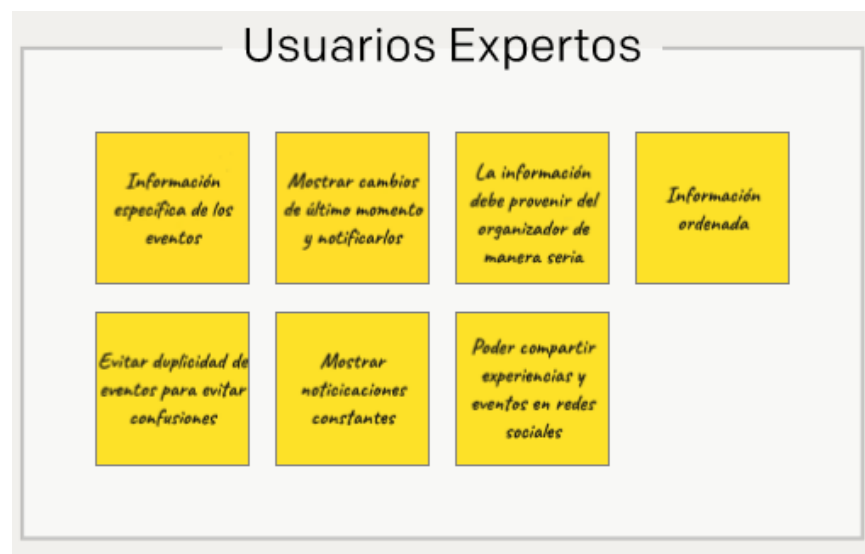 Usuarios Expertos
Información
específica de los
eventos
Mostrar cambios
de último momento
y notificarlos
La información
debe provenir del
organizador de
manera seria
Información
ordenada
Evitar duplicidad de
eventos para evitar
confusiones
Mostrar
noticicaciones
constantes
Poder compartir
experiencias y
eventos en redes
sociales